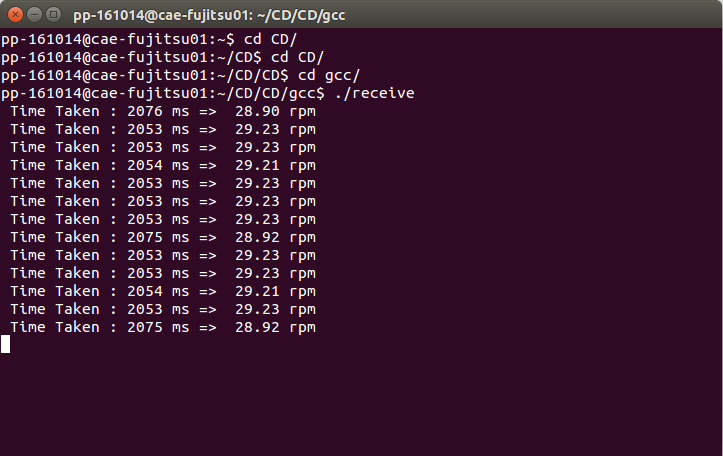 pp-161014@cae-fujitsu01: ~/CD/CD/gcc
pp-161014@cae-fujitsu01:~$ cd CD/
pp-161014@cae-fujitsu01:~/CD$ cd CD/
pp-161014@cae-fujitsu01:~/CD/CD$ cd gcc/
pp-161014@cae-fujitsu01:~/CD/CD/gcc$ ./receive
 Time Taken : 2076 ms =>  28.90 rpm
 Time Taken : 2053 ms =>  29.23 rpm
 Time Taken : 2053 ms =>  29.23 rpm
 Time Taken : 2054 ms =>  29.21 rpm
 Time Taken : 2053 ms =>  29.23 rpm
 Time Taken : 2053 ms =>  29.23 rpm
 Time Taken : 2053 ms =>  29.23 rpm
 Time Taken : 2075 ms =>  28.92 rpm
 Time Taken : 2053 ms =>  29.23 rpm
 Time Taken : 2053 ms =>  29.23 rpm
 Time Taken : 2054 ms =>  29.21 rpm
 Time Taken : 2053 ms =>  29.23 rpm
 Time Taken : 2075 ms =>  28.92 rpm